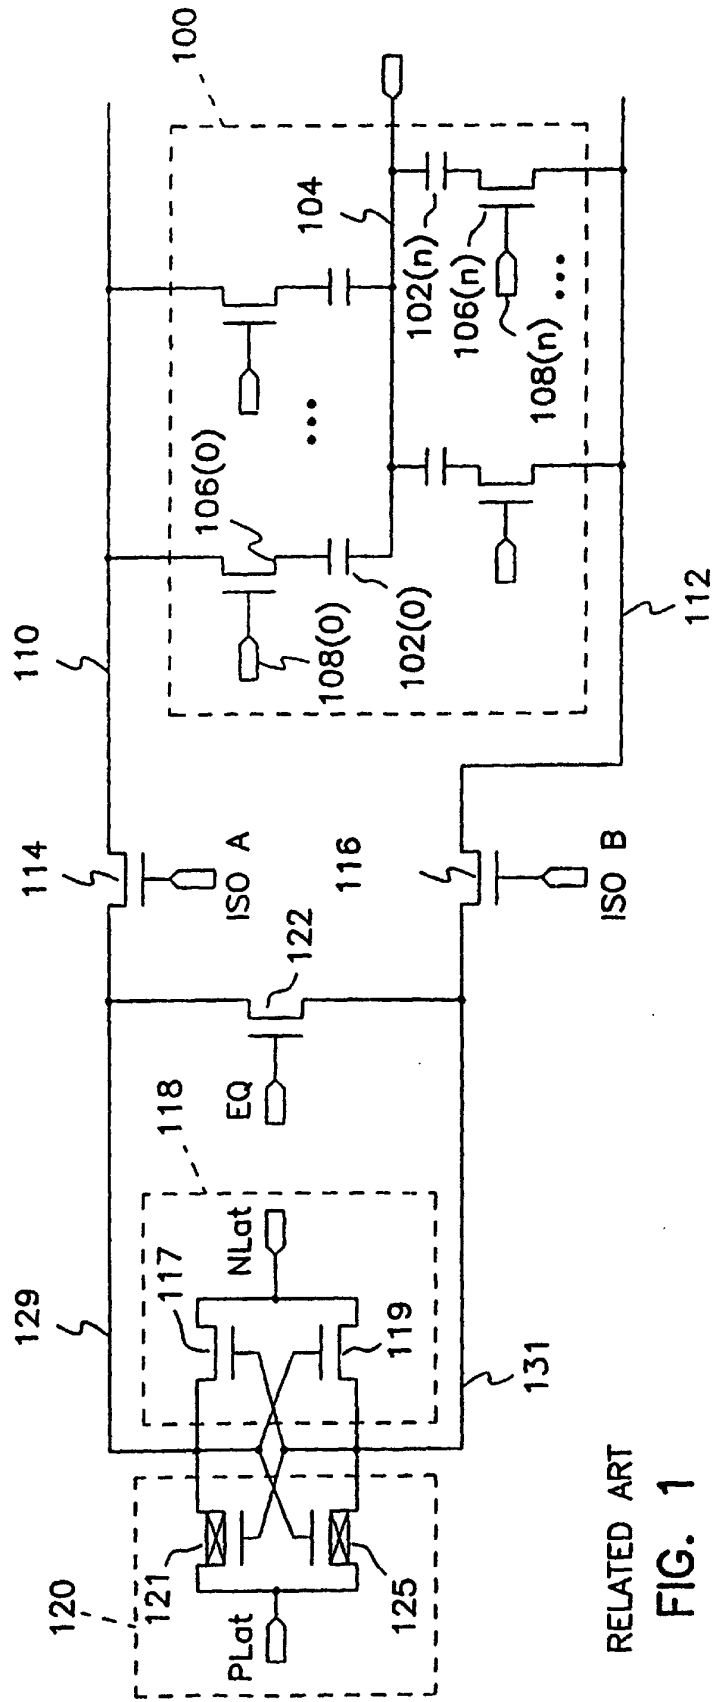 100
104
102(n)
106(n)
108(n)
...
...
106(0)
108(0)
102(0)
110
112
114
ISO A
116
ISO B
122
EQ
118
NLat
117
119
129
131
120
121
125
PLat
RELATED ART
FIG. 1